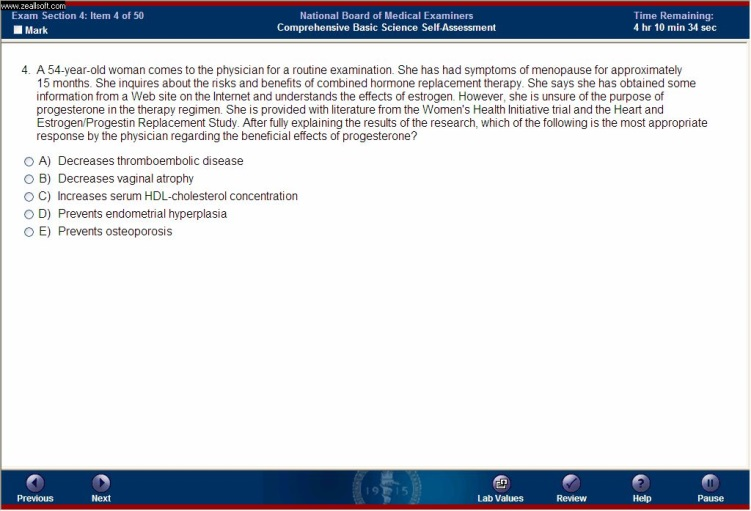 www.zeallsoft.com
Exam Section 4: Item 4 of 50
National Board of Medical Examiners
Time Remaining:
Mark
Comprehensive Basic Science Self-Assessment
4 hr 10 min 34 sec
4. A 54-year-old woman comes to the physician for a routine examination. She has had symptoms of menopause for approximately
15 months. She inquires about the risks and benefits of combined hormone replacement therapy. She says she has obtained some
information from a Web site on the Internet and understands the effects of estrogen. However, she is unsure of the purpose of
progesterone in the therapy regimen. She is provided with literature from the Women's Health Initiative trial and the Heart and
Estrogen/Progestin Replacement Study. After fully explaining the results of the research, which of the following is the most appropriate
response by the physician regarding the beneficial effects of progesterone?
A) Decreases thromboembolic disease
B) Decreases vaginal atrophy
C) Increases serum HDL-cholesterol concentration
D) Prevents endometrial hyperplasia
E) Prevents osteoporosis
1915
Previous
Next
Lab Values
Review
Help
Pause